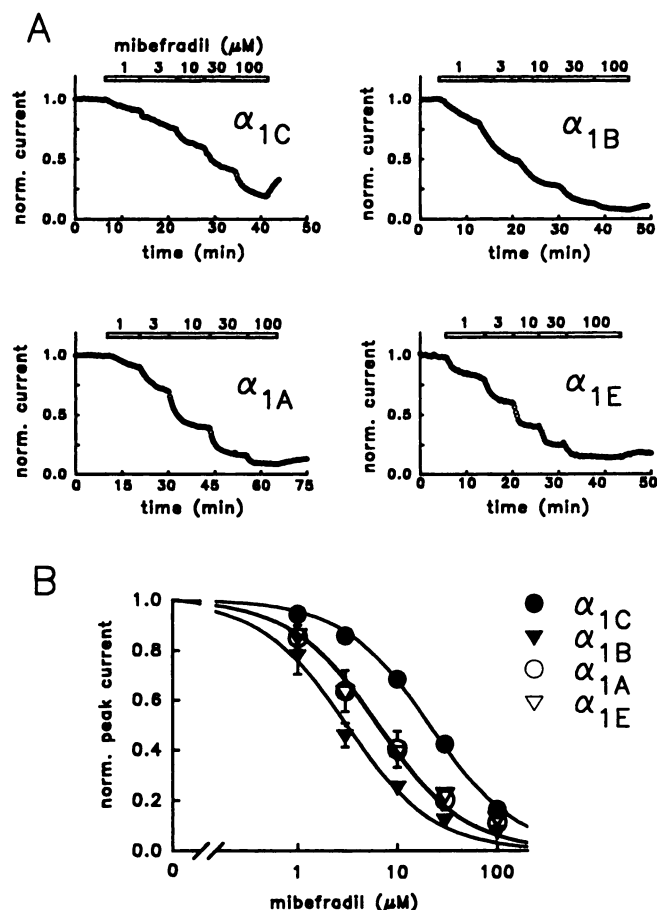 A
mibefradil (μM)
1 3 10 30 100
1.0
0.5
0.0
norm. current
α1C
0 10 20 30 40 50
time (min)
1 3 10 30 100
1.0
0.5
0.0
norm. current
α1B
0 10 20 30 40 50
time (min)
1 3 10 30 100
1.0
0.5
0.0
norm. current
α1A
0 15 30 45 60 75
time (min)
1 3 10 30 100
1.0
0.5
0.0
norm. current
α1E
0 10 20 30 40 50
time (min)
B
1.0
0.8
0.6
0.4
0.2
0.0
norm. peak current
0 1 10 100
mibefradil (μM)
α1C
α1B
α1A
α1E